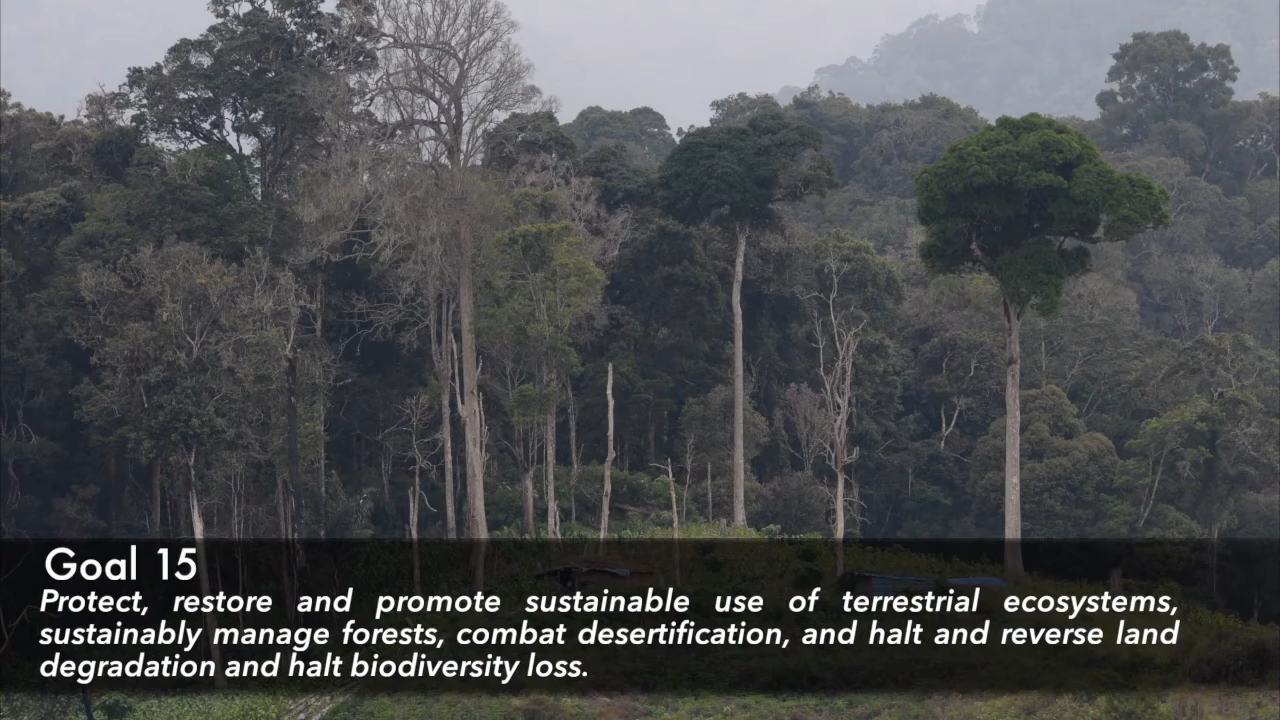 Goal 15
Protect, restore and promote sustainable use of terrestrial ecosystems,
sustainably manage forests, combat desertification, and halt and reverse land
degradation and halt biodiversity loss.